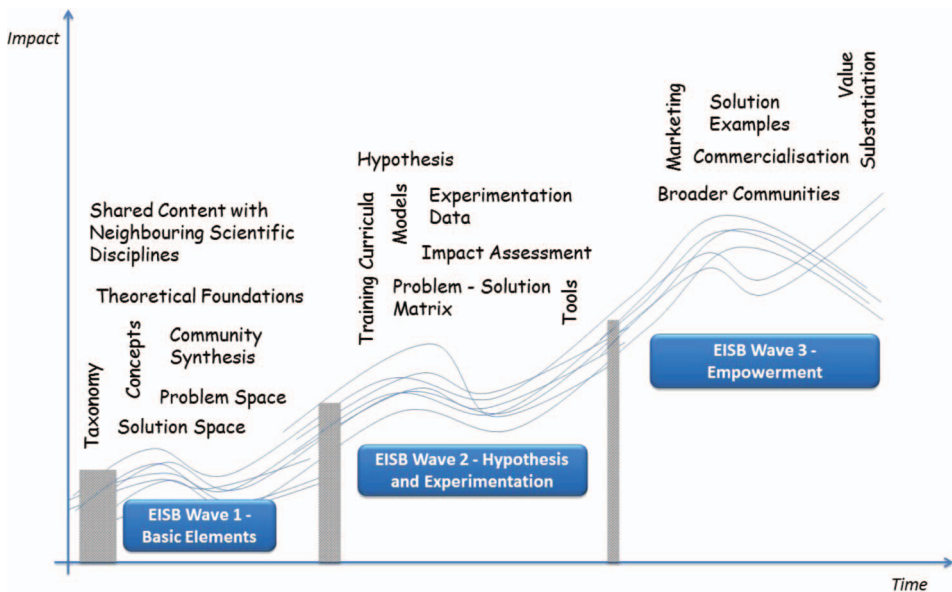 Impact
Shared Content with
Neighbouring Scientific
Disciplines
Theoretical Foundations
Taxonomy
Concepts
Community
Synthesis
Problem Space
Solution Space
EISB Wave 1 -
Basic Elements
Hypothesis
Training Curricula
Models
Experimentation
Data
Impact Assessment
Problem - Solution
Matrix
Tools
EISB Wave 2 - Hypothesis
and Experimentation
Marketing
Solution
Examples
Value
Substatiation
Commercialisation
Broader Communities
EISB Wave 3 -
Empowerment
Time